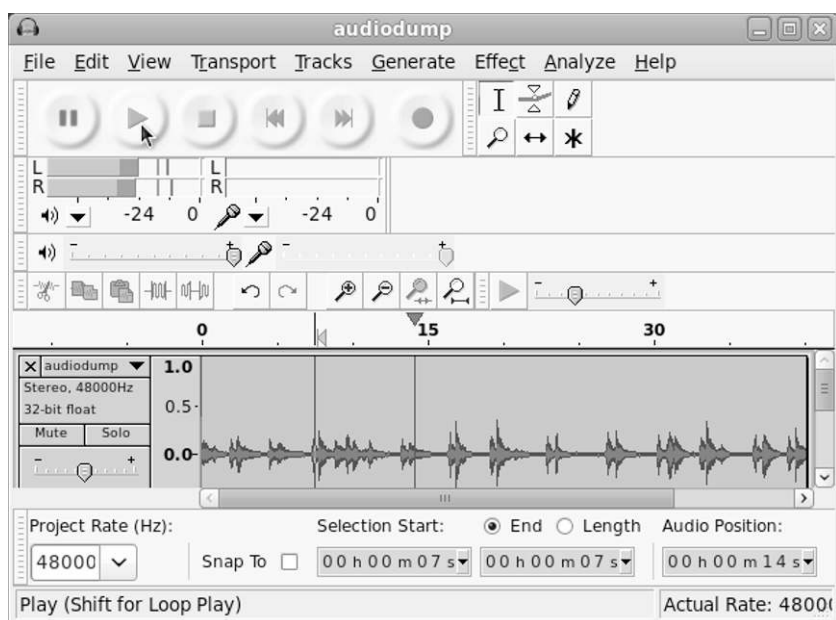 audiodump
File Edit View Transport Tracks Generate Effect Analyze Help
L L
R R
-24 0 -24 0
- + - +
- +
0 15 30
X audiodump 1.0
Stereo, 48000Hz
32-bit float 0.5-
Mute Solo
0.0-
- +
Project Rate (Hz): Selection Start: End Length Audio Position:
48000 Snap To 00 h 00 m 07 s 00 h 00 m 07 s 00 h 00 m 14 s
Play (Shift for Loop Play) Actual Rate: 4800